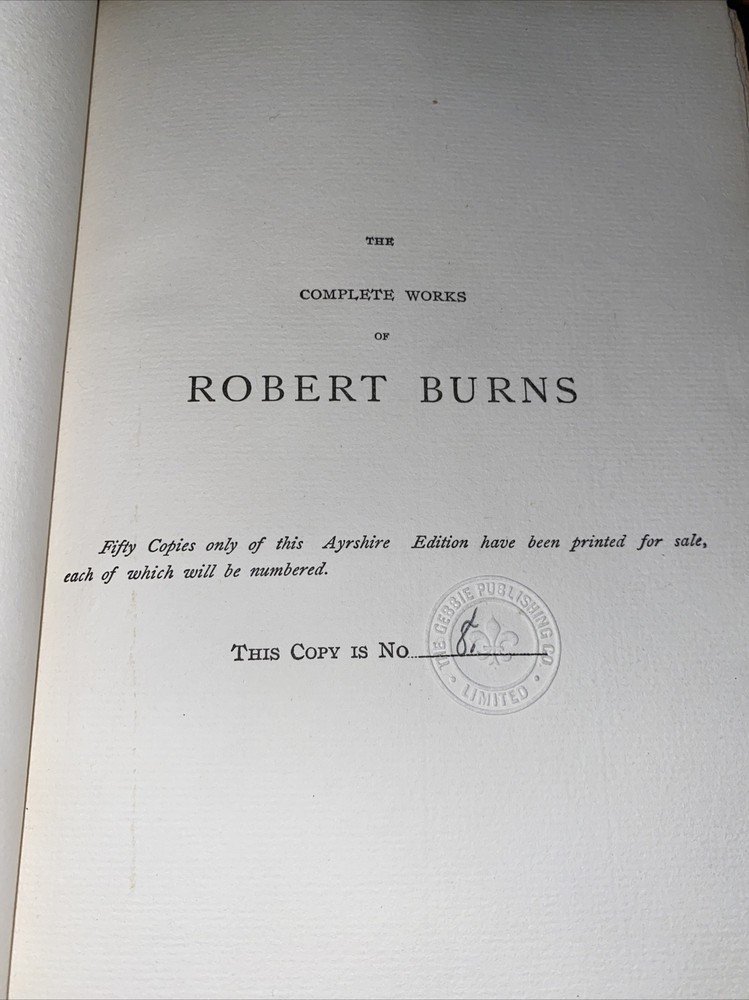 THE
COMPLETE WORKS
OF
ROBERT BURNS
Fifty Copies only of this Ayrshire Edition have been printed for sale,
each of which will be numbered.
THIS COPY IS No. 8.
THE GEBBIE PUBLISHING CO.
LIMITED